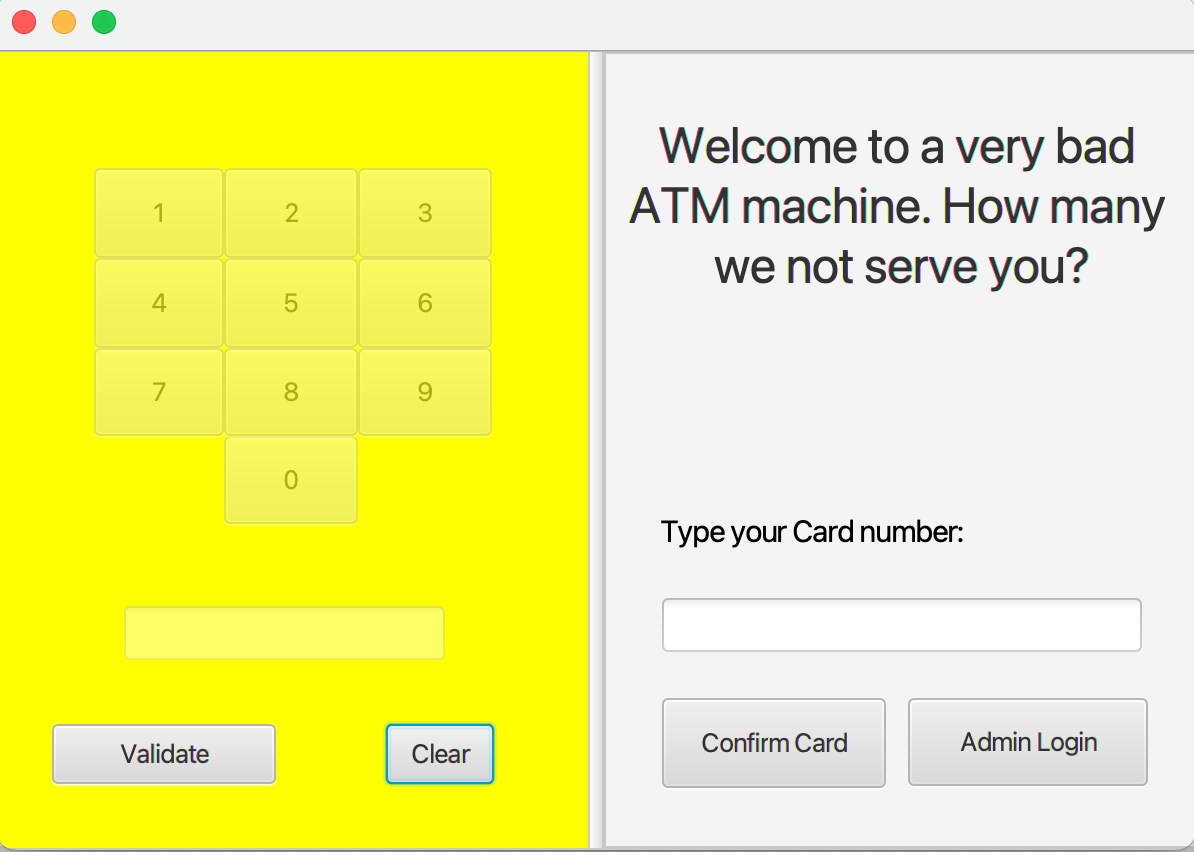 1 2 3
4 5 6
7 8 9
0
Validate Clear
Welcome to a very bad
ATM machine. How many
we not serve you?
Type your Card number:
Confirm Card Admin Login